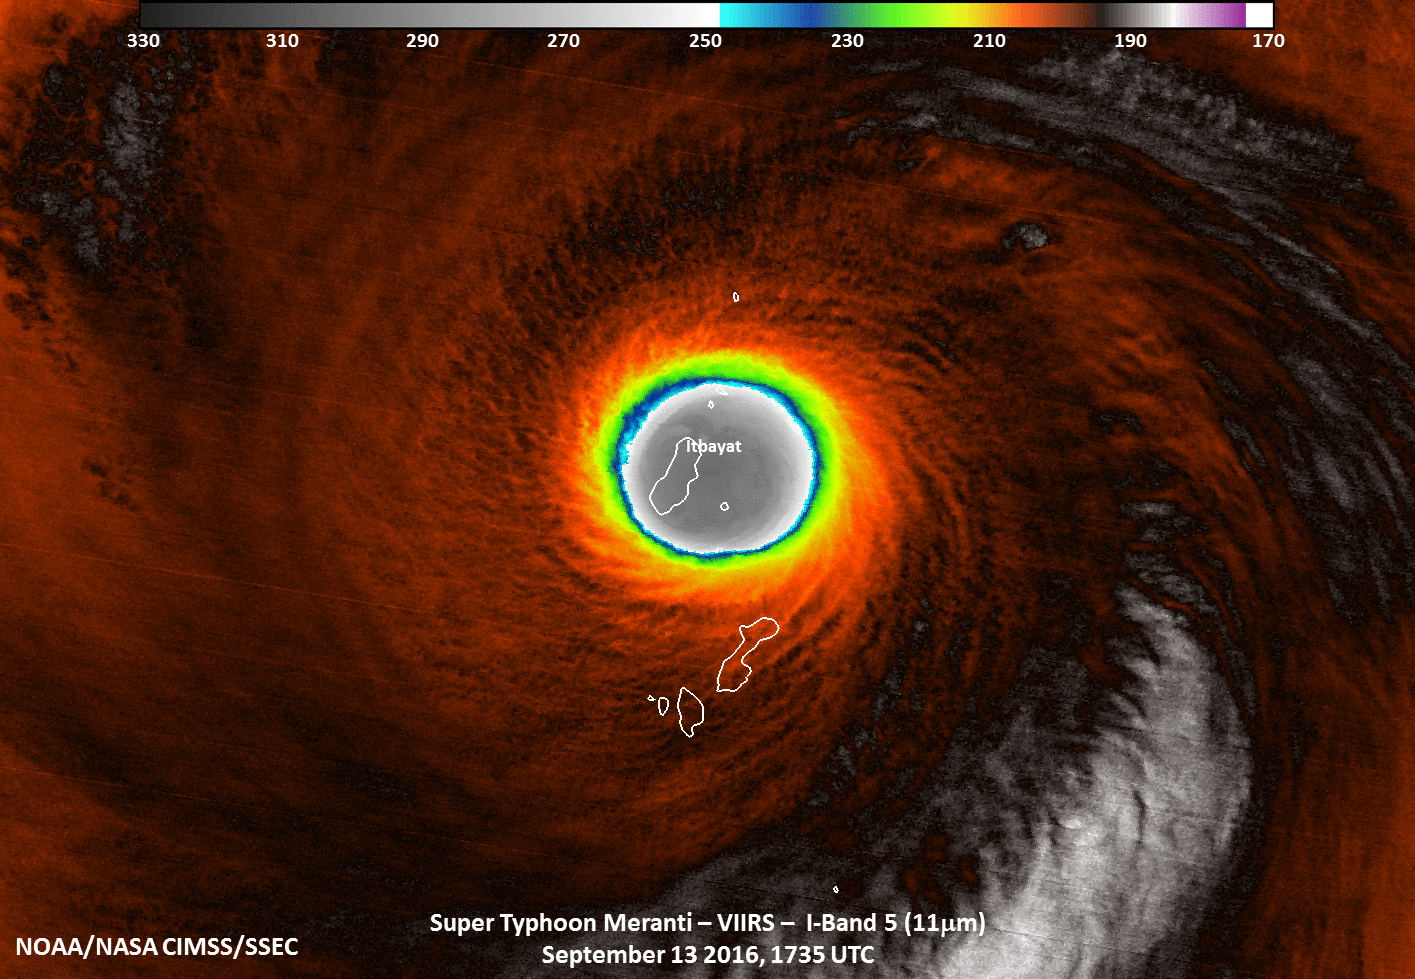 330 310 290 270 250 230 210 190 170
Itbayat
Super Typhoon Meranti – VIIRS – I-Band 5 (11μm)
September 13 2016, 1735 UTC
NOAA/NASA CIMSS/SSEC